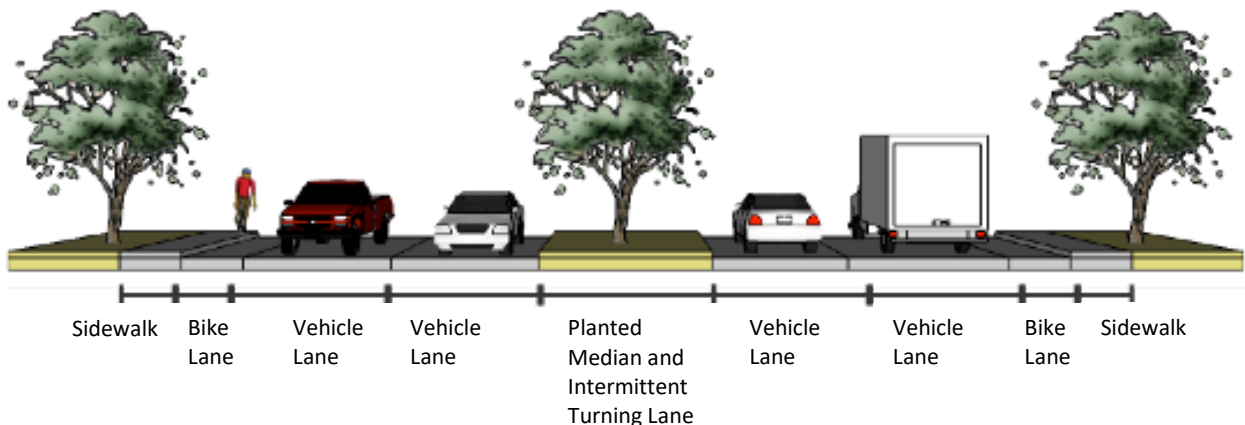 Sidewalk
Bike
Lane
Vehicle
Lane
Vehicle
Lane
Planted
Median and
Intermittent
Turning Lane
Vehicle
Lane
Vehicle
Lane
Bike
Lane
Sidewalk